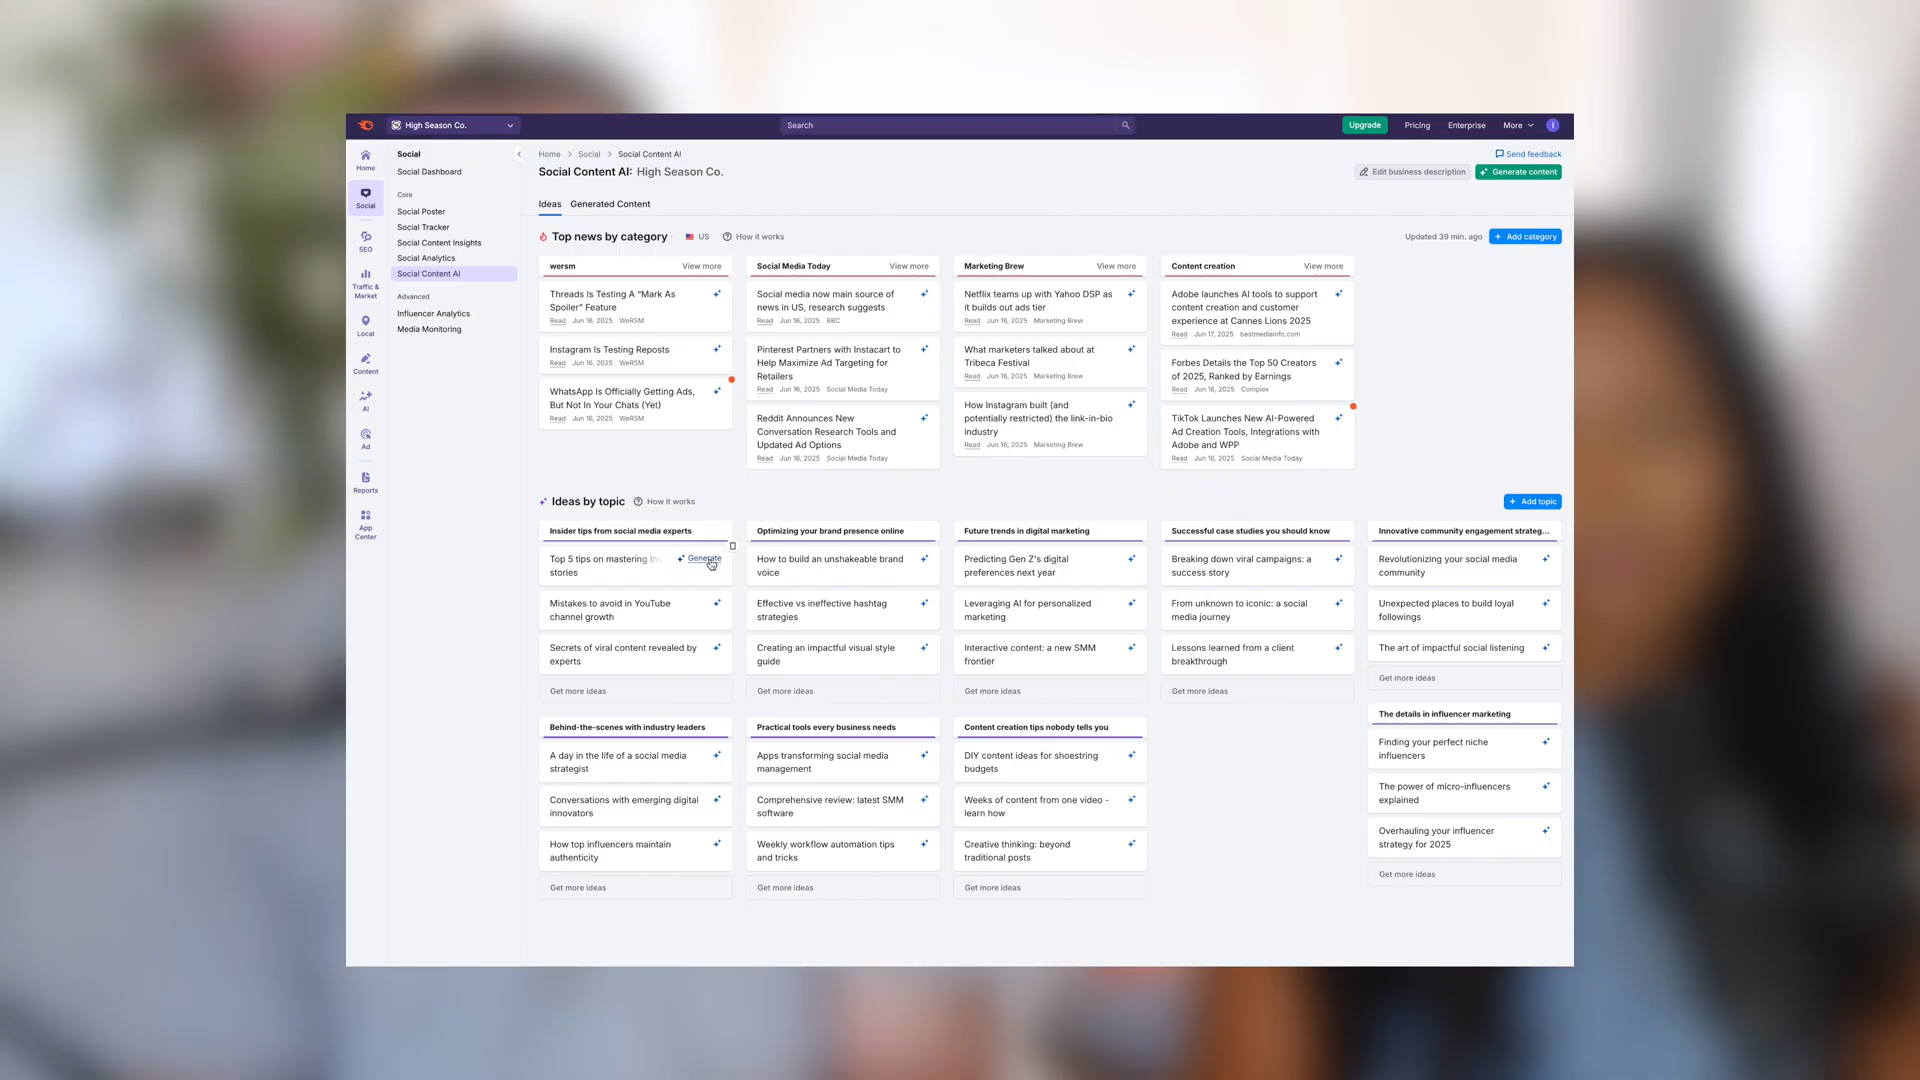 High Season Co.
Search
Upgrade
Pricing
Enterprise
More
I
Home
Social
SEO
Traffic &
Market
Local
Content
AI
Ad
Reports
App
Center
Social
Social Dashboard
Core
Social Poster
Social Tracker
Social Content Insights
Social Analytics
Social Content AI
Advanced
Influencer Analytics
Media Monitoring
Home > Social > Social Content AI
Send feedback
Social Content AI: High Season Co.
Edit business description
Generate content
Ideas
Generated Content
Top news by category
US
How it works
Updated 39 min. ago
+ Add category
wersm
View more
Threads Is Testing A “Mark As
Spoiler” Feature
Read Jun 16, 2025 WeRSM
Instagram Is Testing Reposts
Read Jun 16, 2025 WeRSM
WhatsApp Is Officially Getting Ads,
But Not In Your Chats (Yet)
Read Jun 16, 2025 WeRSM
Social Media Today
View more
Social media now main source of
news in US, research suggests
Read Jun 16, 2025 BBC
Pinterest Partners with Instacart to
Help Maximize Ad Targeting for
Retailers
Read Jun 16, 2025 Social Media Today
Reddit Announces New
Conversation Research Tools and
Updated Ad Options
Read Jun 16, 2025 Social Media Today
Marketing Brew
View more
Netflix teams up with Yahoo DSP as
it builds out ads tier
Read Jun 16, 2025 Marketing Brew
What marketers talked about at
Tribeca Festival
Read Jun 16, 2025 Marketing Brew
How Instagram built (and
potentially restricted) the link-in-bio
industry
Read Jun 16, 2025 Marketing Brew
Content creation
View more
Adobe launches AI tools to support
content creation and customer
experience at Cannes Lions 2025
Read Jun 17, 2025 bestmediainfo.com
Forbes Details the Top 50 Creators
of 2025, Ranked by Earnings
Read Jun 16, 2025 Complex
TikTok Launches New AI-Powered
Ad Creation Tools, Integrations with
Adobe and WPP
Read Jun 16, 2025 Social Media Today
Ideas by topic
How it works
+ Add topic
Insider tips from social media experts
Top 5 tips on mastering
Generate
stories
Mistakes to avoid in YouTube
channel growth
Secrets of viral content revealed by
experts
Get more ideas
Optimizing your brand presence online
How to build an unshakeable brand
voice
Effective vs ineffective hashtag
strategies
Creating an impactful visual style
guide
Get more ideas
Future trends in digital marketing
Predicting Gen Z's digital
preferences next year
Leveraging AI for personalized
marketing
Interactive content: a new SMM
frontier
Get more ideas
Successful case studies you should know
Breaking down viral campaigns: a
success story
From unknown to iconic: a social
media journey
Lessons learned from a client
breakthrough
Get more ideas
Innovative community engagement strateg...
Revolutionizing your social media
community
Unexpected places to build loyal
followings
The art of impactful social listening
Get more ideas
Behind-the-scenes with industry leaders
A day in the life of a social media
strategist
Conversations with emerging digital
innovators
How top influencers maintain
authenticity
Get more ideas
Practical tools every business needs
Apps transforming social media
management
Comprehensive review: latest SMM
software
Weekly workflow automation tips
and tricks
Get more ideas
Content creation tips nobody tells you
DIY content ideas for shoestring
budgets
Weeks of content from one video -
learn how
Creative thinking: beyond
traditional posts
Get more ideas
The details in influencer marketing
Finding your perfect niche
influencers
The power of micro-influencers
explained
Overhauling your influencer
strategy for 2025
Get more ideas